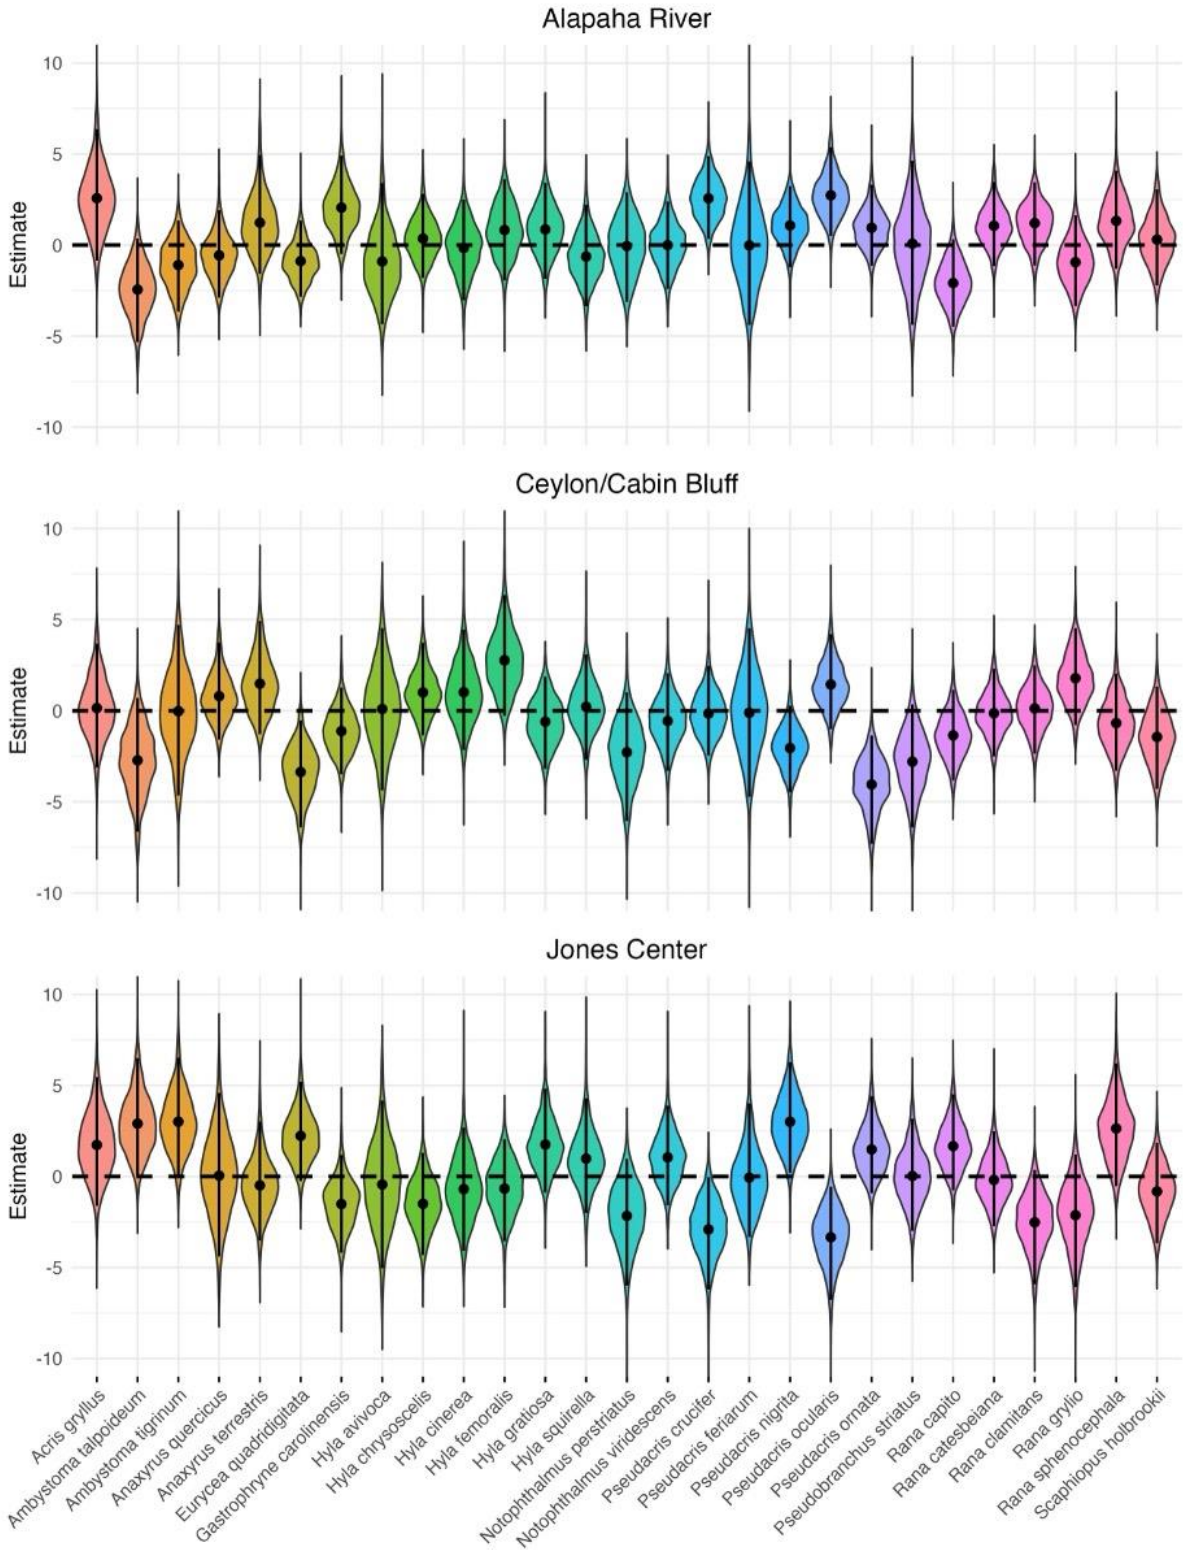 Alapaha River
10
5
0
-5
-10
Estimate
Ceylon/Cabin Bluff
10
5
0
-5
-10
Estimate
Jones Center
10
5
0
-5
-10
Estimate
Acris gryllus
Ambystoma talpoideum
Ambystoma tigrinum
Anaxyrus quercicus
Anaxyrus terrestris
Eurycea quadridigitata
Gastrophryne carolinensis
Hyla avivoca
Hyla chrysoscelis
Hyla cinerea
Hyla femoralis
Hyla gratiosa
Hyla squirella
Notophthalmus perstriatus
Notophthalmus viridescens
Pseudacris crucifer
Pseudacris feriarum
Pseudacris nigrita
Pseudacris ocularis
Pseudacris ornata
Pseudobranchus striatus
Rana capito
Rana catesbeiana
Rana clamitans
Rana grylio
Rana sphenocephala
Scaphiopus holbrookii